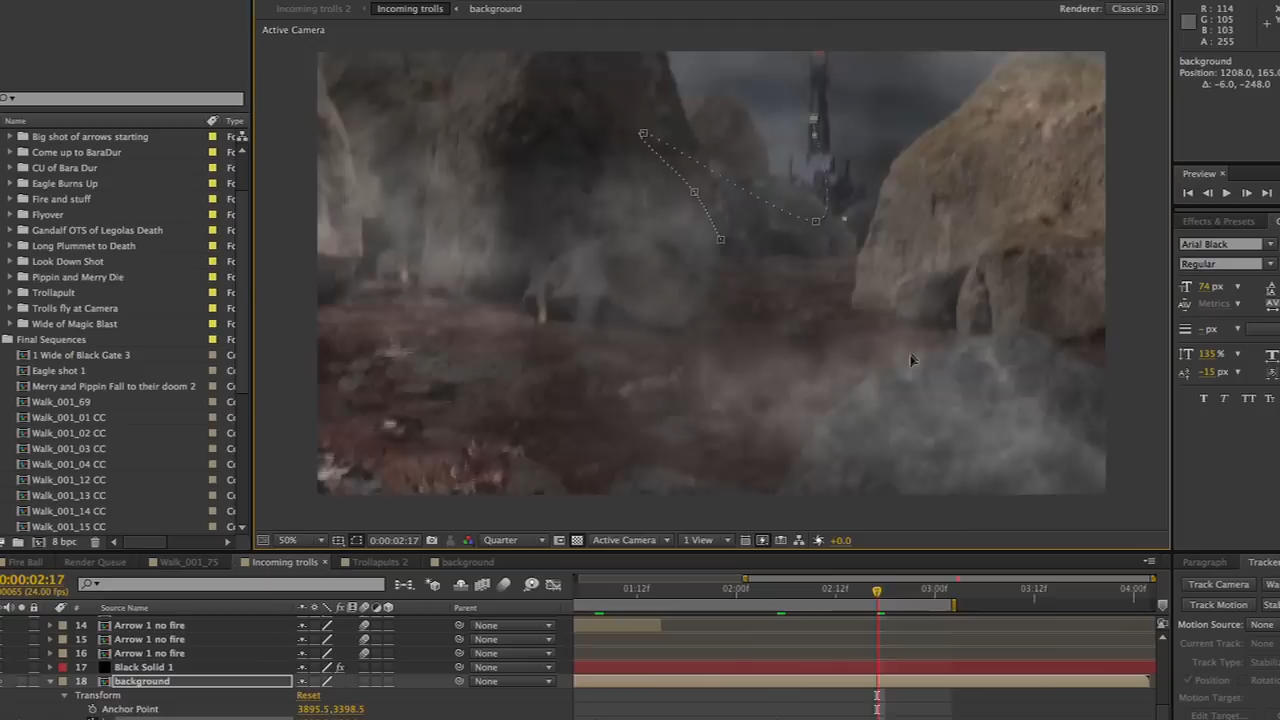 Incoming trolls 2 Incoming trolls background Renderer: Classic 3D
Active Camera
R: 114
G: 105
B: 103
A: 255
background
Position: 1208.0, 165.
Δ: -6.0, -248.0
Name Type
Big shot of arrows starting
Come up to BaraDur
CU of Bara Dur
Eagle Burns Up
Fire and stuff
Flyover
Gandalf OTS of Legolas Death
Long Plummet to Death
Look Down Shot
Pippin and Merry Die
Trollapult
Trolls fly at Camera
Wide of Magic Blast
Final Sequences
1 Wide of Black Gate 3
Eagle shot 1
Merry and Pippin Fall to their doom 2
Walk_001_69
Walk_001_01 CC
Walk_001_02 CC
Walk_001_03 CC
Walk_001_04 CC
Walk_001_12 CC
Walk_001_13 CC
Walk_001_14 CC
Walk_001_15 CC
8 bpc
Preview ×
Effects & Presets
Arial Black
Regular
74 px
Metrics
- px
135 %
-15 px
50% 0:00:02:17 Quarter Active Camera 1 View +0.0
Fire Ball Render Queue Walk_001_75 Incoming trolls × Trollapults 2 background
0:00:02:17
00065 (24.00 fps)
01:12f 02:00f 02:12f 03:00f 03:12f 04:00f
# Source Name Parent
14 Arrow 1 no fire None
15 Arrow 1 no fire None
16 Arrow 1 no fire None
17 Black Solid 1 None
18 background None
Transform Reset
Anchor Point 3895.5,3398.5
Paragraph Tracker
Track Camera
Track Motion
Motion Source: None
Current Track:
Track Type:
Position
Motion Target:
Edit Target...